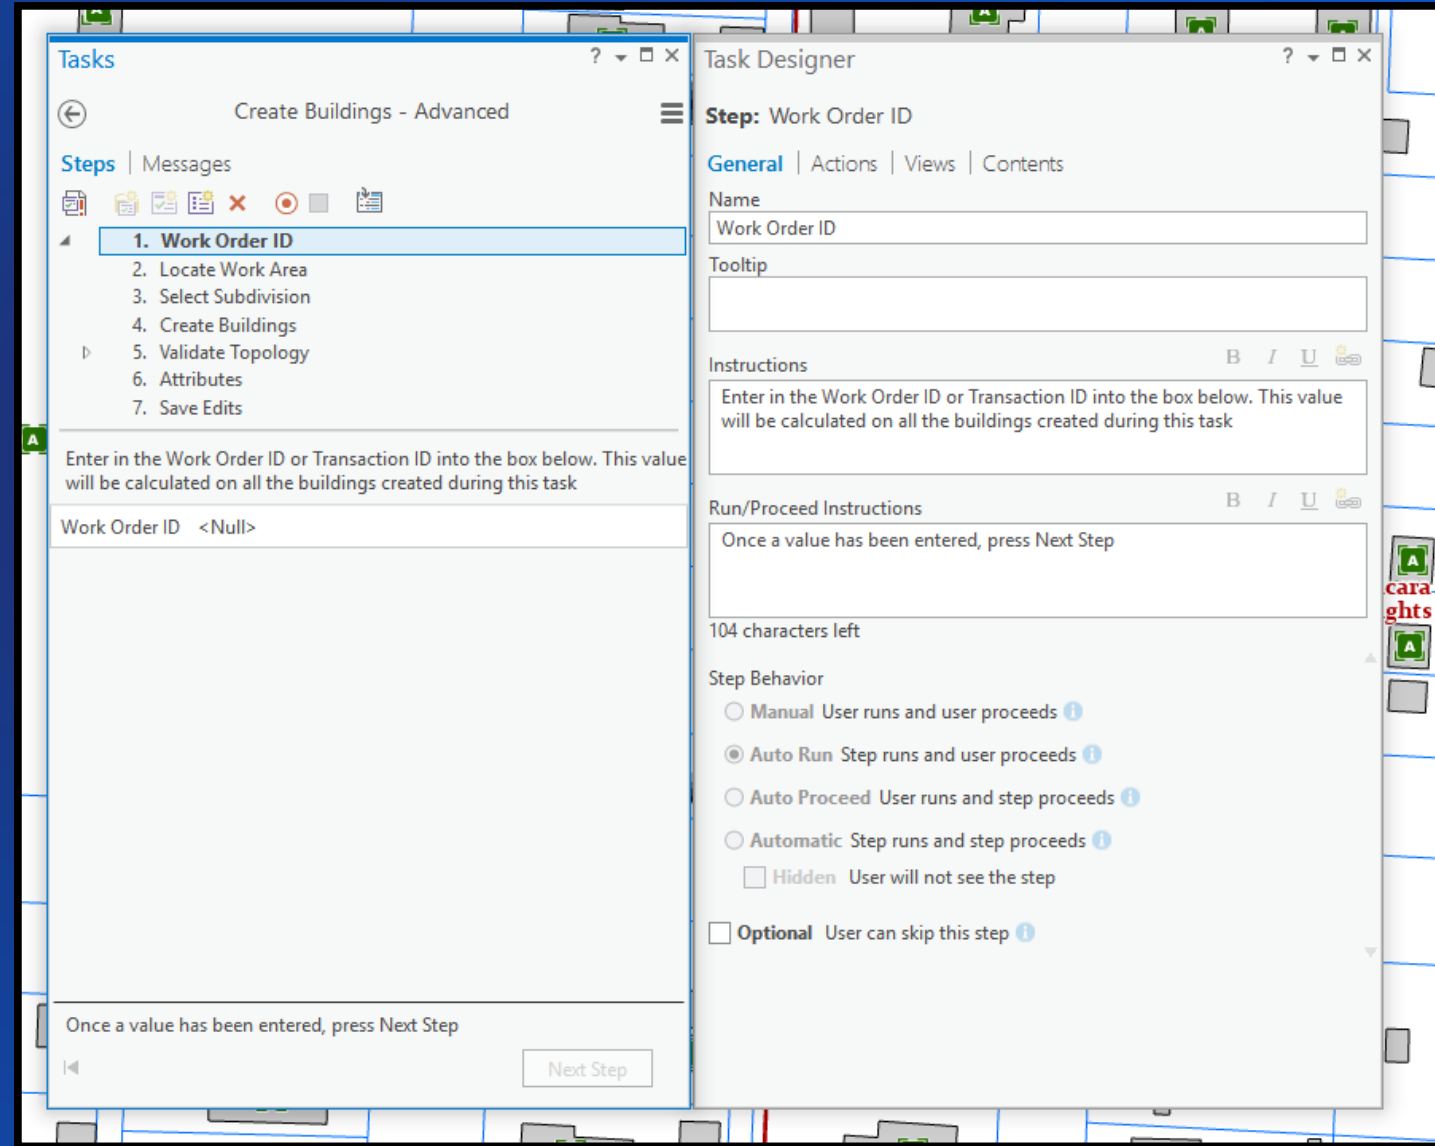 Tasks
?
Create Buildings - Advanced
Steps | Messages
1. Work Order ID
2. Locate Work Area
3. Select Subdivision
4. Create Buildings
5. Validate Topology
6. Attributes
7. Save Edits
Enter in the Work Order ID or Transaction ID into the box below. This value
will be calculated on all the buildings created during this task
Work Order ID <Null>
Once a value has been entered, press Next Step
Next Step
Task Designer
?
Step: Work Order ID
General | Actions | Views | Contents
Name
Work Order ID
Tooltip
Instructions
B I U
Enter in the Work Order ID or Transaction ID into the box below. This value
will be calculated on all the buildings created during this task
Run/Proceed Instructions
B I U
Once a value has been entered, press Next Step
104 characters left
Step Behavior
Manual User runs and user proceeds
Auto Run Step runs and user proceeds
Auto Proceed User runs and step proceeds
Automatic Step runs and step proceeds
Hidden User will not see the step
Optional User can skip this step
A
A
A
cara
ghts
A